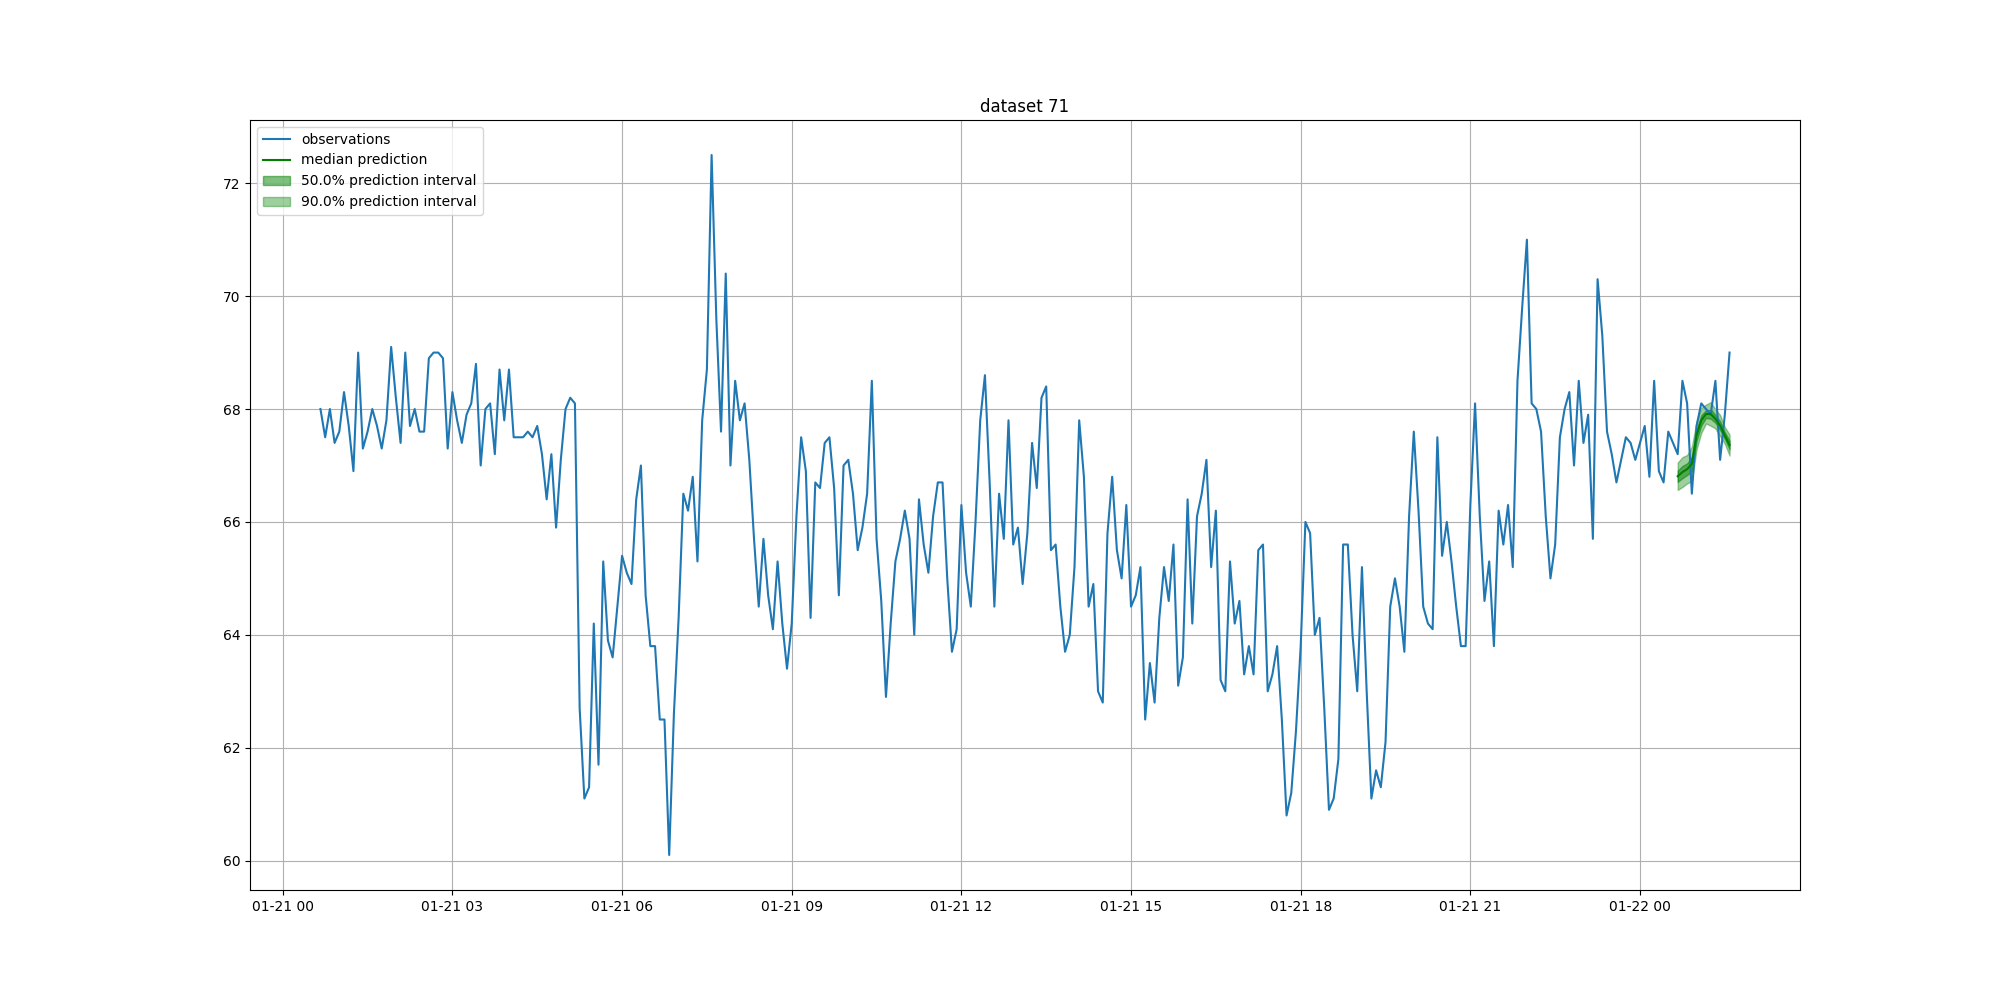 dataset 71
observations
median prediction
50.0% prediction interval
90.0% prediction interval
72
70
68
66
64
62
60
01-21 00 01-21 03 01-21 06 01-21 09 01-21 12 01-21 15 01-21 18 01-21 21 01-22 00